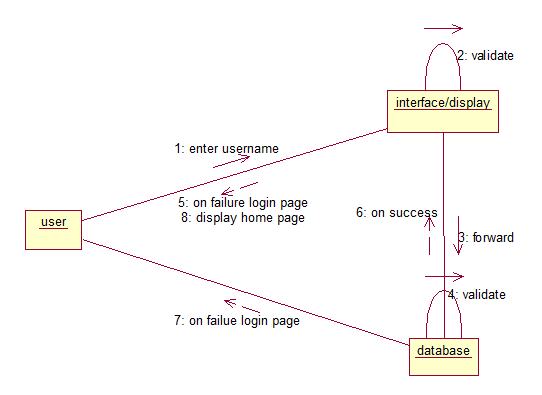 2: validate
interface/display
1: enter username
5: on failure login page
8: display home page
user
6: on success
3: forward
4: validate
7: on failue login page
database